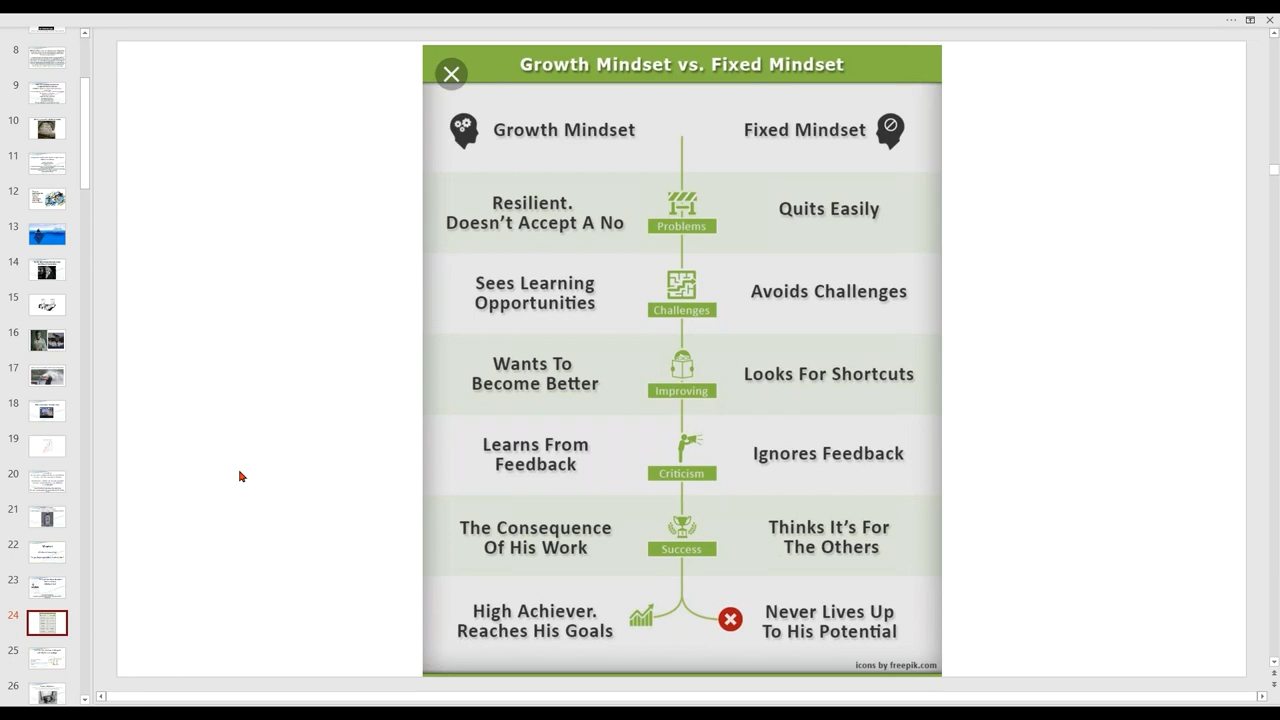 Growth Mindset vs. Fixed Mindset
Growth Mindset
Fixed Mindset
Resilient.
Doesn't Accept A No
Problems
Quits Easily
Sees Learning
Opportunities
Challenges
Avoids Challenges
Wants To
Become Better
Improving
Looks For Shortcuts
Learns From
Feedback
Criticism
Ignores Feedback
The Consequence
Of His Work
Success
Thinks It's For
The Others
High Achiever.
Reaches His Goals
Never Lives Up
To His Potential
icons by freepik.com
8
9
10
11
12
13
14
15
16
17
18
19
20
21
22
23
24
25
26